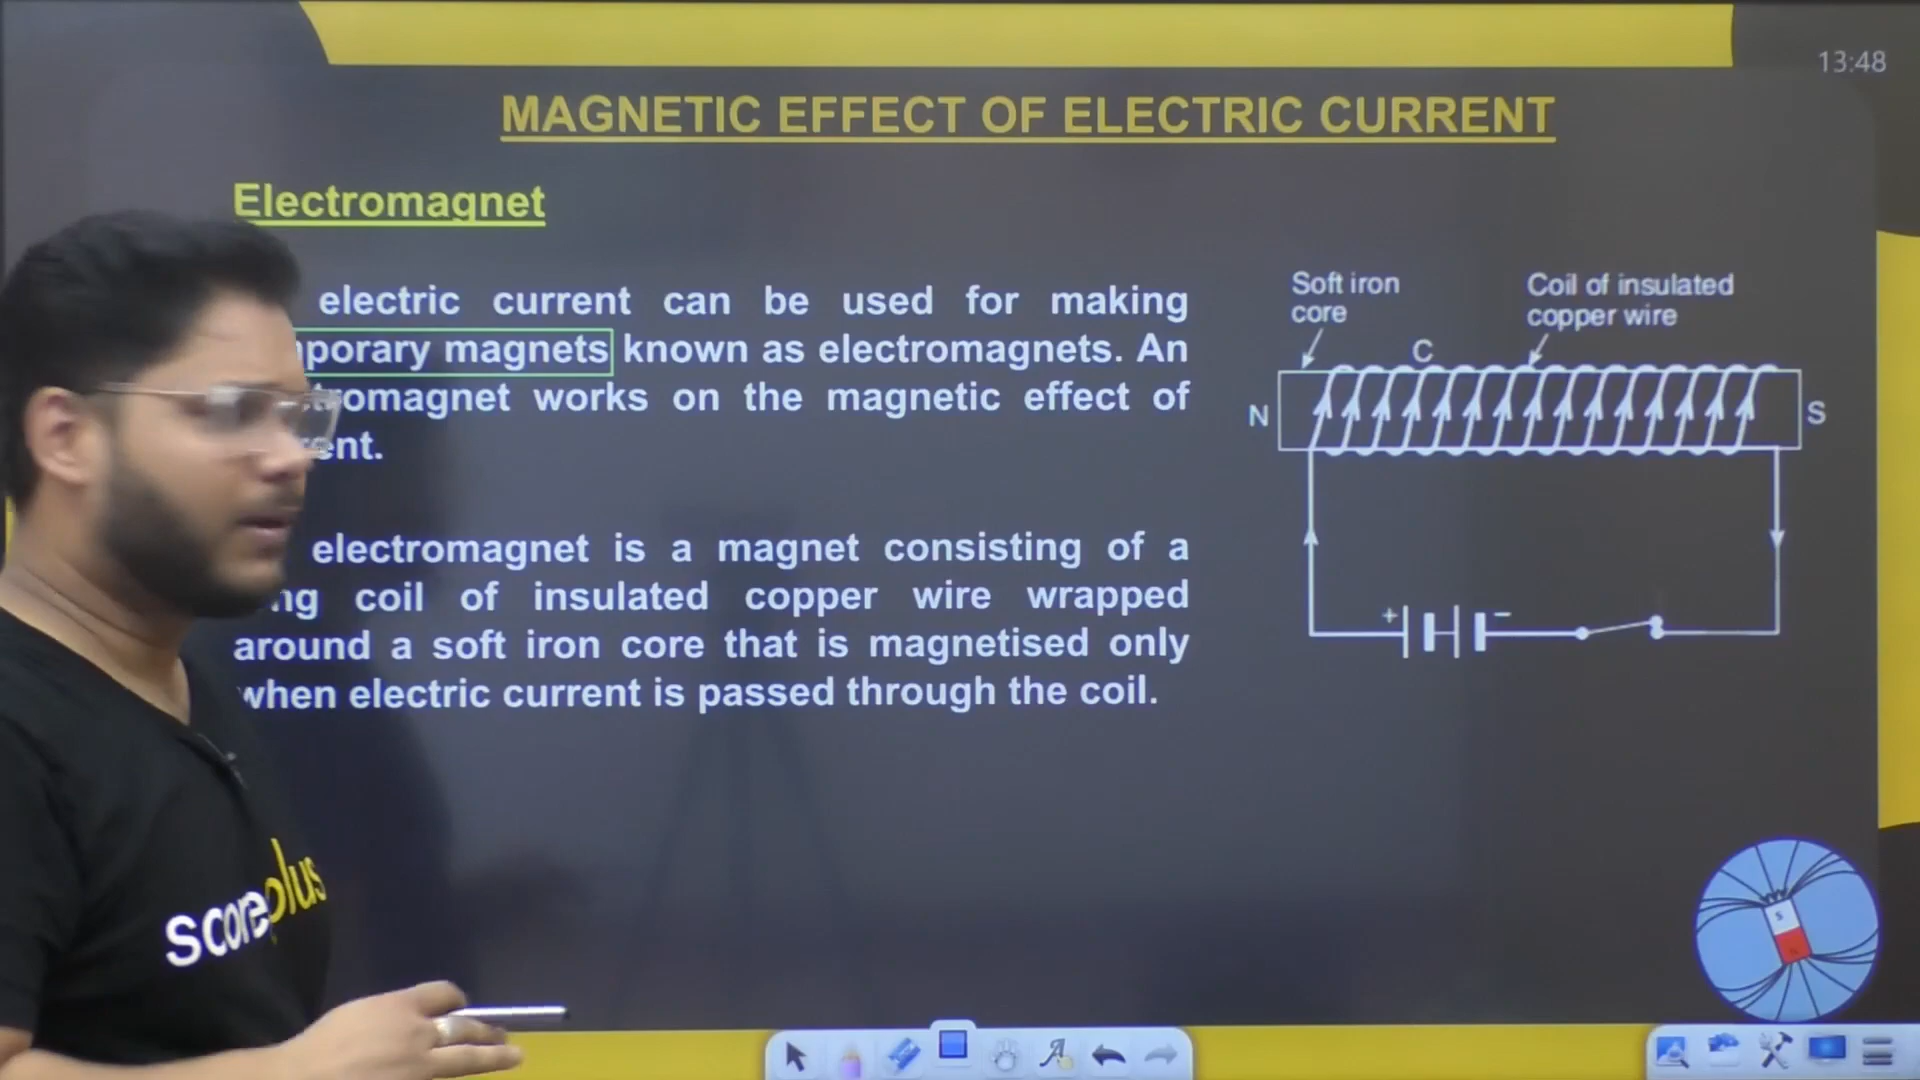 13:48
MAGNETIC EFFECT OF ELECTRIC CURRENT
Electromagnet
electric current can be used for making
porary magnets known as electromagnets. An
romagnet works on the magnetic effect of
ent.
electromagnet is a magnet consisting of a
ng coil of insulated copper wire wrapped
around a soft iron core that is magnetised only
when electric current is passed through the coil.
Soft iron
core
Coil of insulated
copper wire
C
N
S
+
−
S
scoreplus